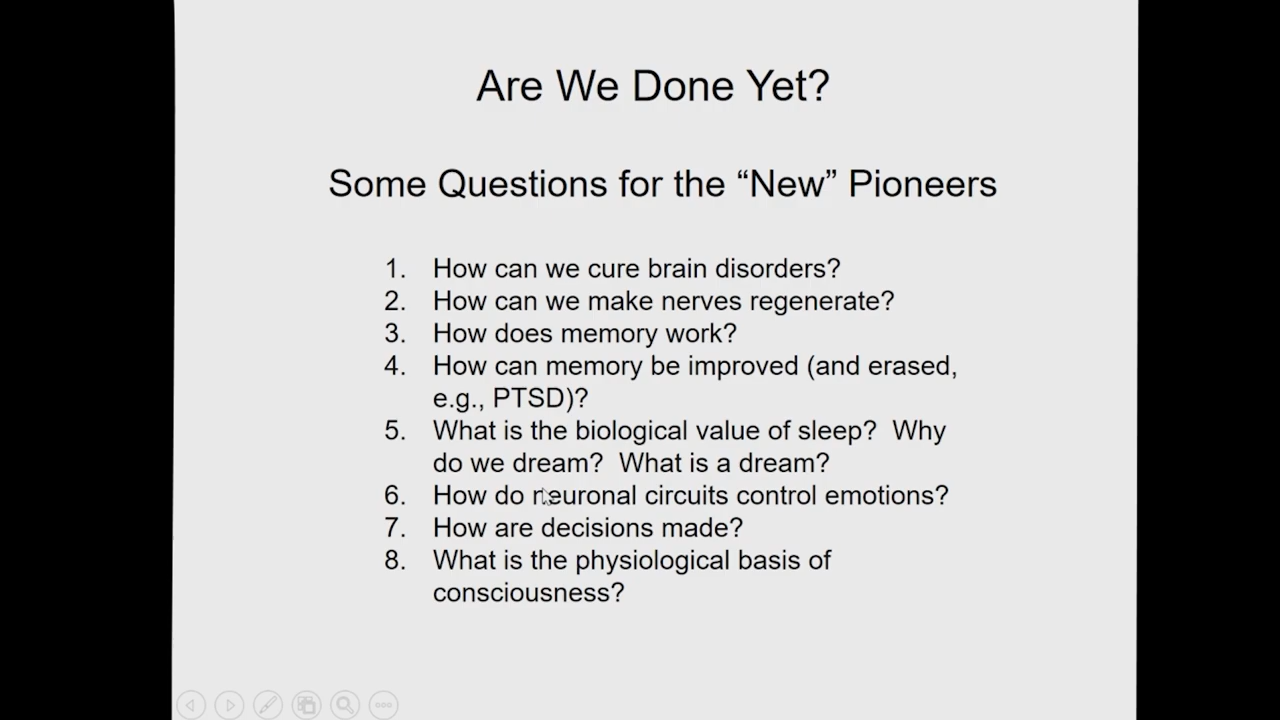 Are We Done Yet?
Some Questions for the “New” Pioneers
1. How can we cure brain disorders?
2. How can we make nerves regenerate?
3. How does memory work?
4. How can memory be improved (and erased,
e.g., PTSD)?
5. What is the biological value of sleep?  Why
do we dream?  What is a dream?
6. How do neuronal circuits control emotions?
7. How are decisions made?
8. What is the physiological basis of
consciousness?